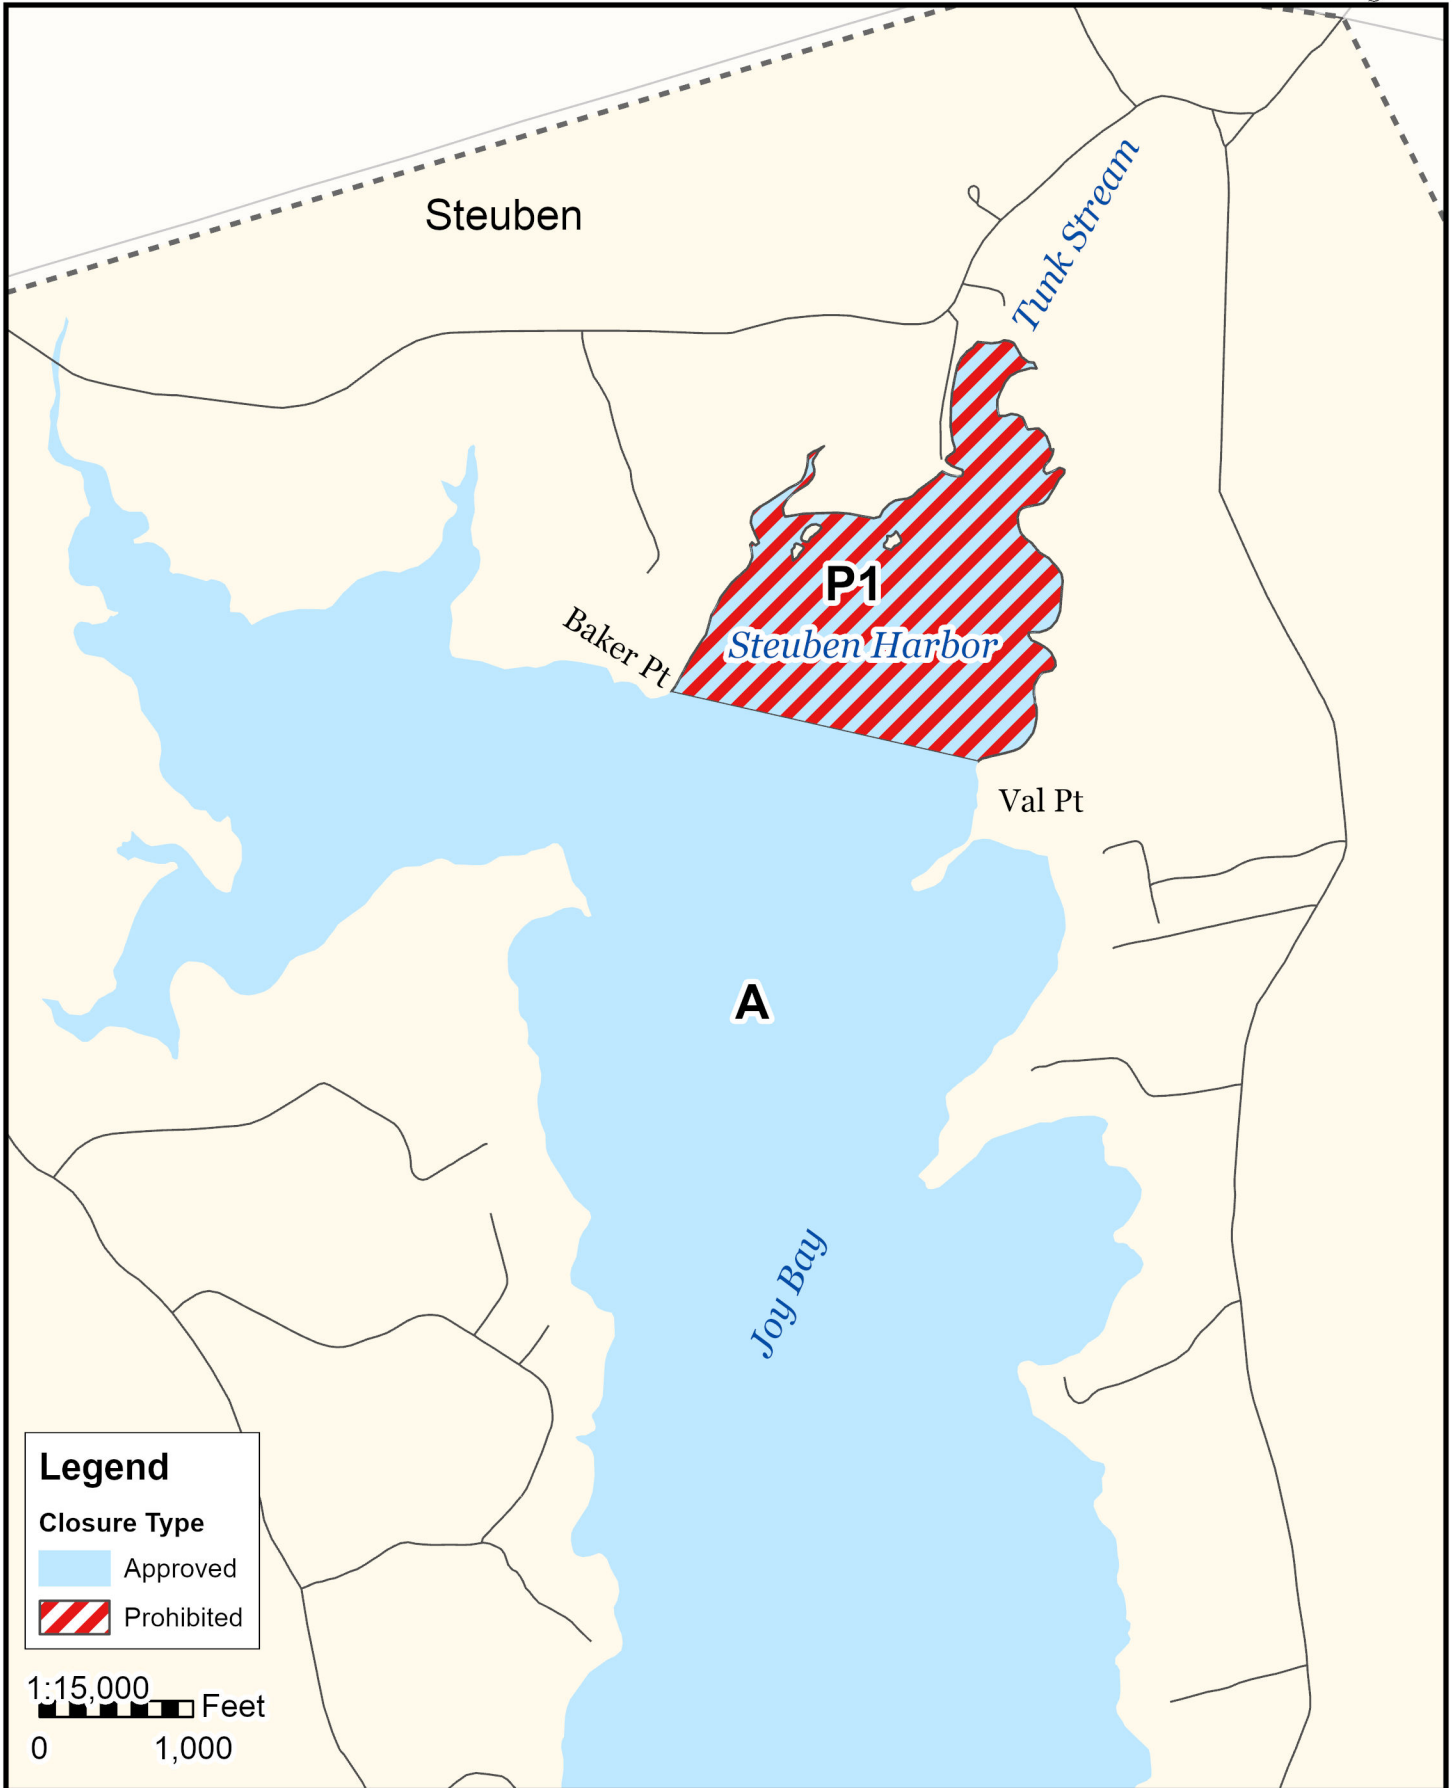 Steuben
Tunk Stream
P1
Steuben Harbor
Baker Pt
Val Pt
A
Joy Bay
Legend
Closure Type
Approved
Prohibited
1:15,000
Feet
0 1,000